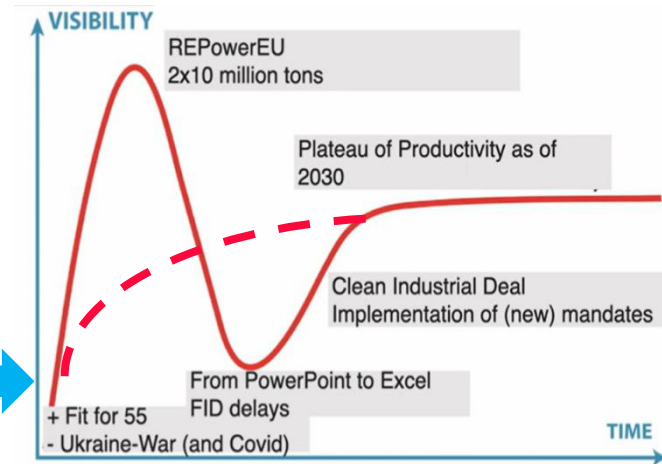 VISIBILITY
REPowerEU
2x10 million tons
Plateau of Productivity as of
2030
Clean Industrial Deal
Implementation of (new) mandates
From PowerPoint to Excel
FID delays
+ Fit for 55
- Ukraine-War (and Covid)
TIME